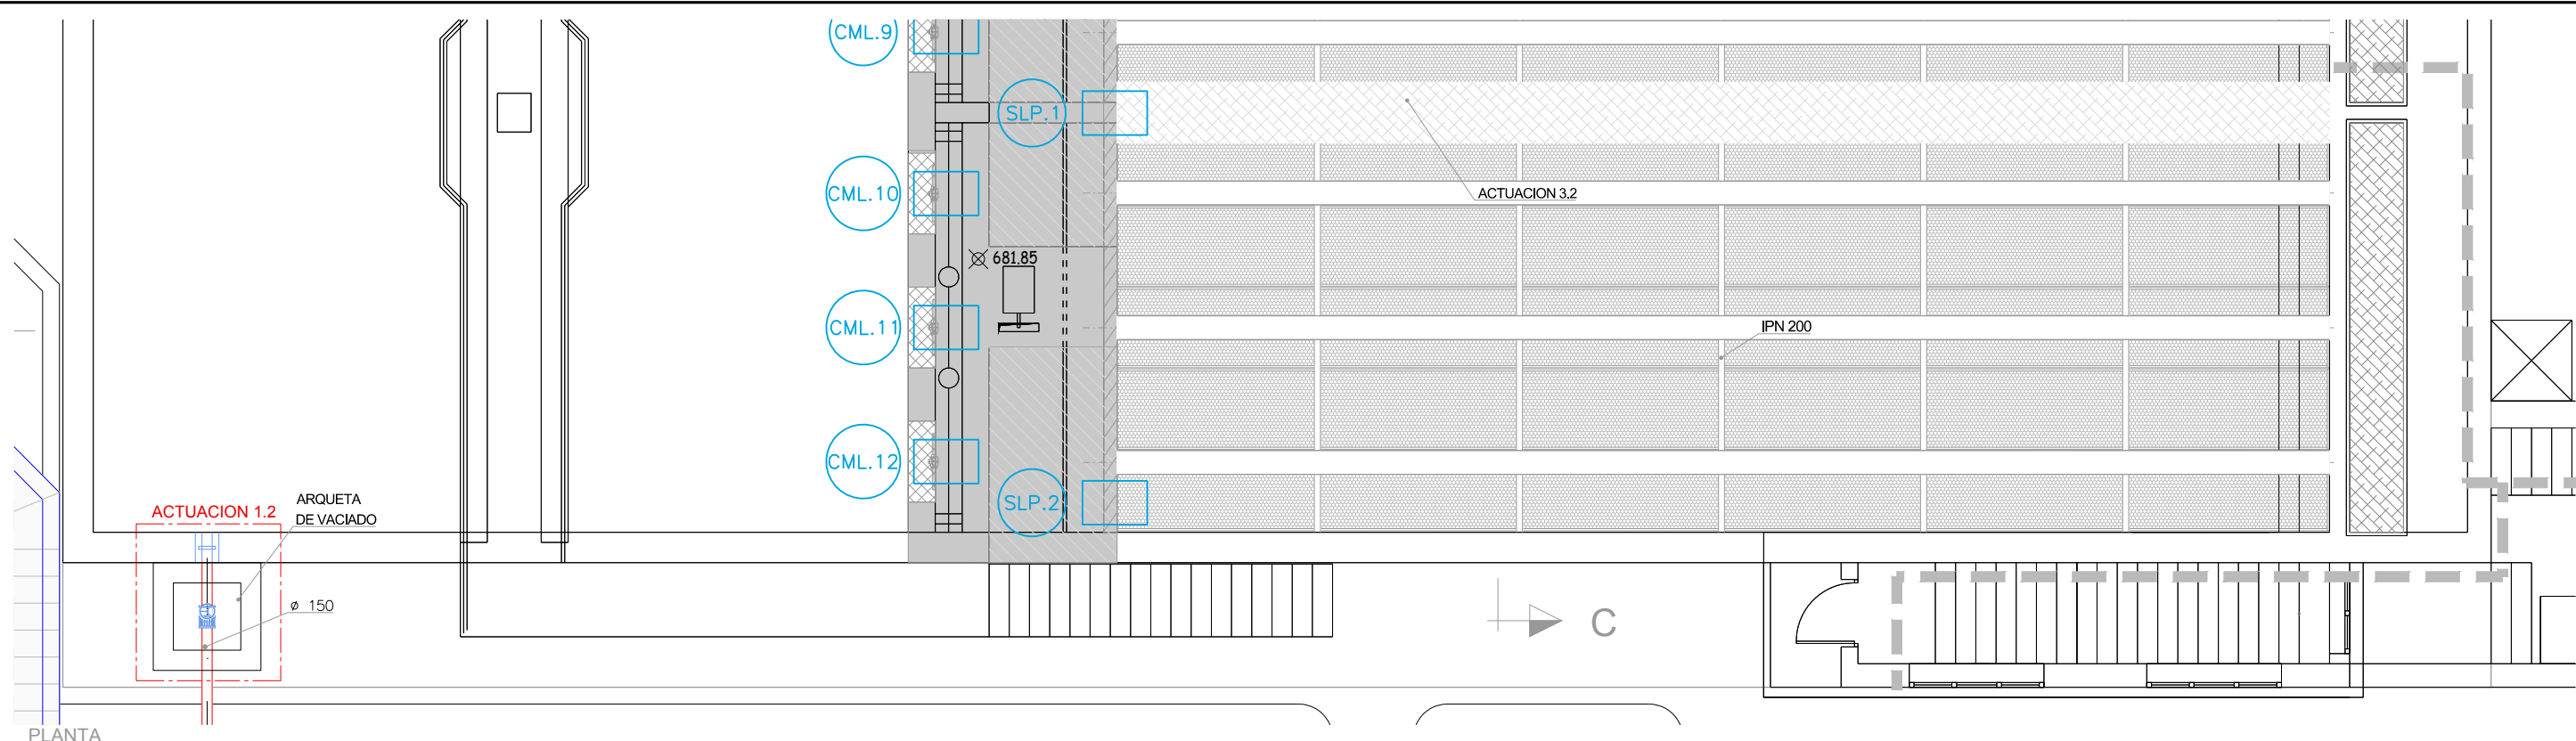 CML.9
SLP.1
CML.10
ACTUACION 3.2
681.85
CML.11
IPN 200
CML.12
SLP.2
ARQUETA
DE VACIADO
ACTUACION 1.2
ø 150
C
PLANTA